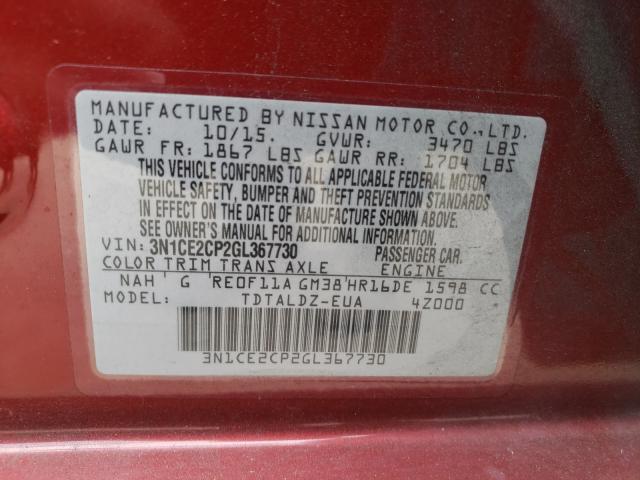 MANUFACTURED BY NISSAN MOTOR CO., LTD.
DATE: 10/15. GVWR: 3470 LBS
GAWR FR: 1867 LBS GAWR RR: 1704 LBS
THIS VEHICLE CONFORMS TO ALL APPLICABLE FEDERAL MOTOR
VEHICLE SAFETY, BUMPER AND THEFT PREVENTION STANDARDS
IN EFFECT ON THE DATE OF MANUFACTURE SHOWN ABOVE.
SEE OWNER'S MANUAL FOR ADDITIONAL INFORMATION.
VIN: 3N1CE2CP2GL367730 PASSENGER CAR.
COLOR TRIM TRANS AXLE ENGINE
NAH ' G ' RE0F11A GM38 ' HR16DE 1598 CC
MODEL: TDTALDZ-EUA 4Z000
3N1CE2CP2GL367730